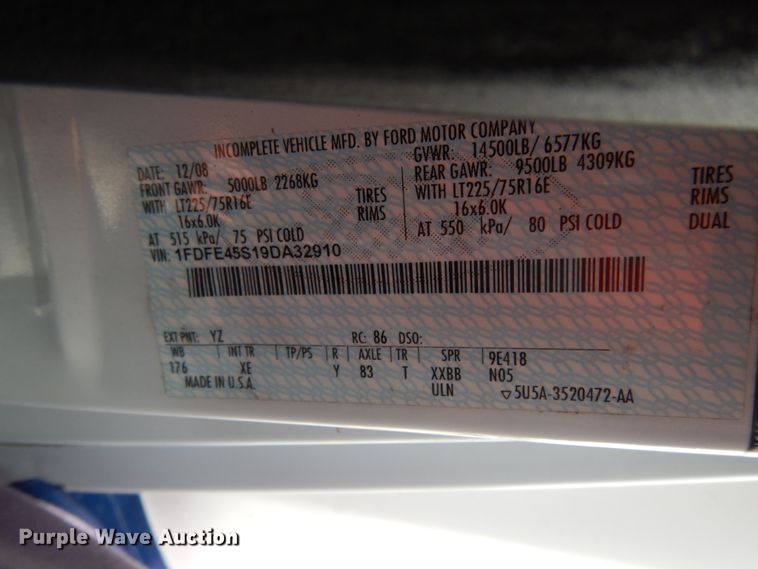 INCOMPLETE VEHICLE MFD. BY FORD MOTOR COMPANY
DATE: 12/08 GVWR: 14500LB/ 6577KG
FRONT GAWR: 5000LB 2268KG REAR GAWR: 9500LB 4309KG
WITH LT225/75R16E TIRES WITH LT225/75R16E TIRES
16x6.0K RIMS 16x6.0K RIMS
AT 515 kPa/ 75 PSI COLD AT 550 kPa/ 80 PSI COLD DUAL
VIN: 1FDFE45S19DA32910
EXT PNT: YZ RC: 86 DSO:
WB INT TR TP/PS R AXLE TR SPR 9E418
176 XE Y 83 T XXBB N05
MADE IN U.S.A. ULN ▽5U5A-3520472-AA
Purple Wave Auction